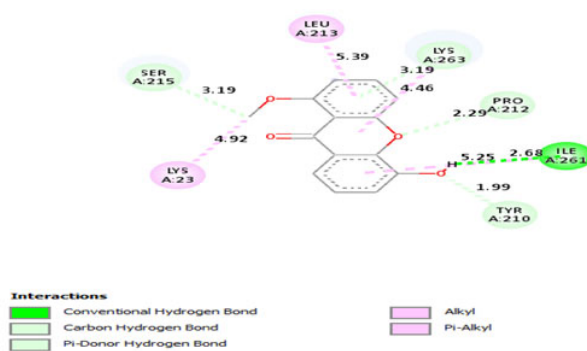 LEU
A:213
LYS
A:263
5.39
3.19
4.46
SER
A:215
3.19
PRO
A:212
2.29
O
O
O
4.92
LYS
A:23
H
5.25
2.68
ILE
A:261
O
1.99
TYR
A:210
Interactions
Conventional Hydrogen Bond
Carbon Hydrogen Bond
Pi-Donor Hydrogen Bond
Alkyl
Pi-Alkyl